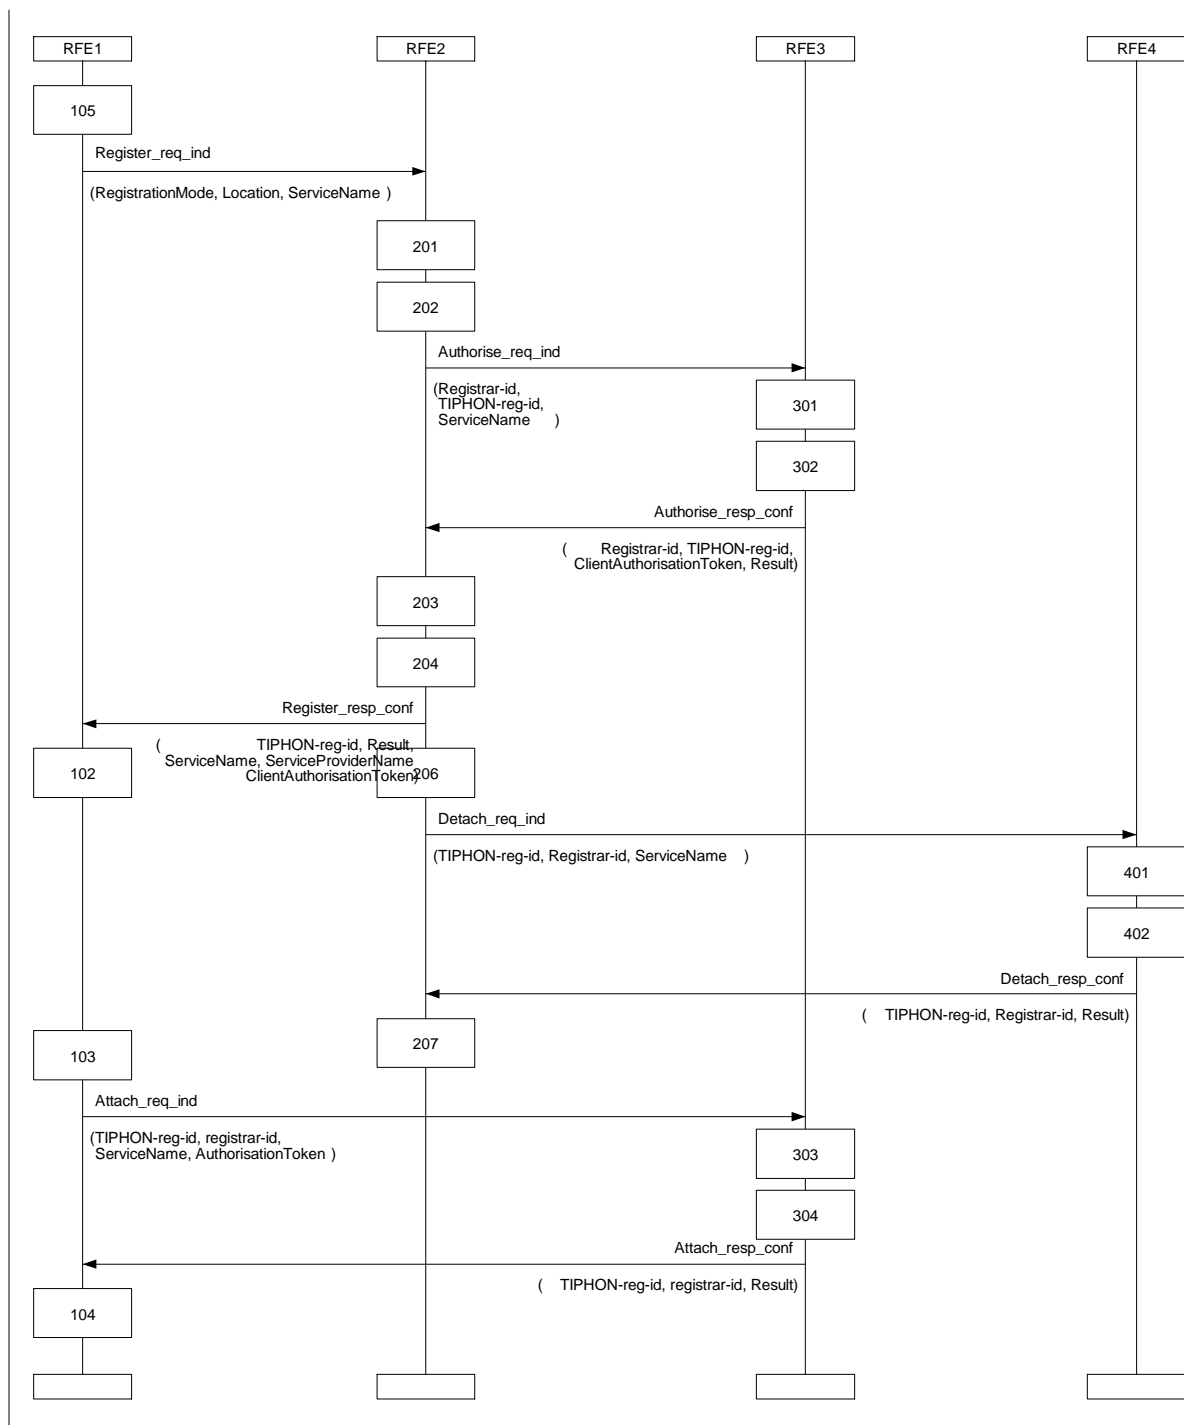 RFE1 RFE2 RFE3 RFE4
105
Register_req_ind
(RegistrationMode, Location, ServiceName )
201
202
Authorise_req_ind
(Registrar-id,
TIPHON-reg-id,
ServiceName )
301
302
Authorise_resp_conf
( Registrar-id, TIPHON-reg-id,
ClientAuthorisationToken, Result)
203
204
Register_resp_conf
( TIPHON-reg-id, Result,
ServiceName, ServiceProviderName
ClientAuthorisationToken)
102 206
Detach_req_ind
(TIPHON-reg-id, Registrar-id, ServiceName )
401
402
Detach_resp_conf
( TIPHON-reg-id, Registrar-id, Result)
207
103
Attach_req_ind
(TIPHON-reg-id, registrar-id,
ServiceName, AuthorisationToken )
303
304
Attach_resp_conf
( TIPHON-reg-id, registrar-id, Result)
104